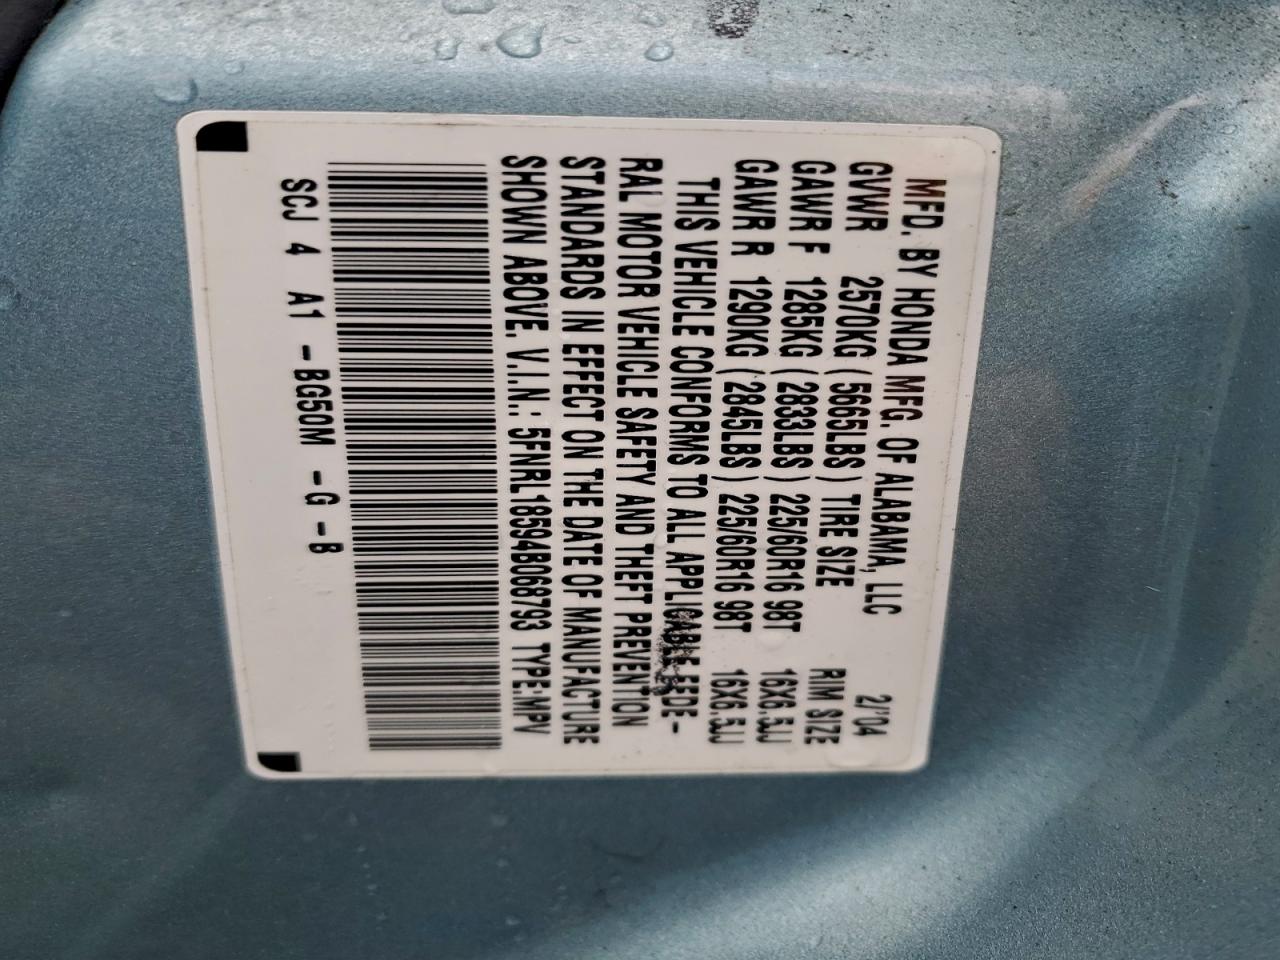 MFD. BY HONDA MFG. OF ALABAMA, LLC 2/'04
GVWR 2570KG (5665LBS) TIRE SIZE RIM SIZE
GAWR F 1285KG (2833LBS) 225/60R16 98T 16X6.5JJ
GAWR R 1290KG (2845LBS) 225/60R16 98T 16X6.5JJ
THIS VEHICLE CONFORMS TO ALL APPLICABLE FEDE-
RAL MOTOR VEHICLE SAFETY AND THEFT PREVENTION
STANDARDS IN EFFECT ON THE DATE OF MANUFACTURE
SHOWN ABOVE. V.I.N.: 5FNRL18594B068793 TYPE:MPV
SCJ 4 A1 -BG50M -G -B